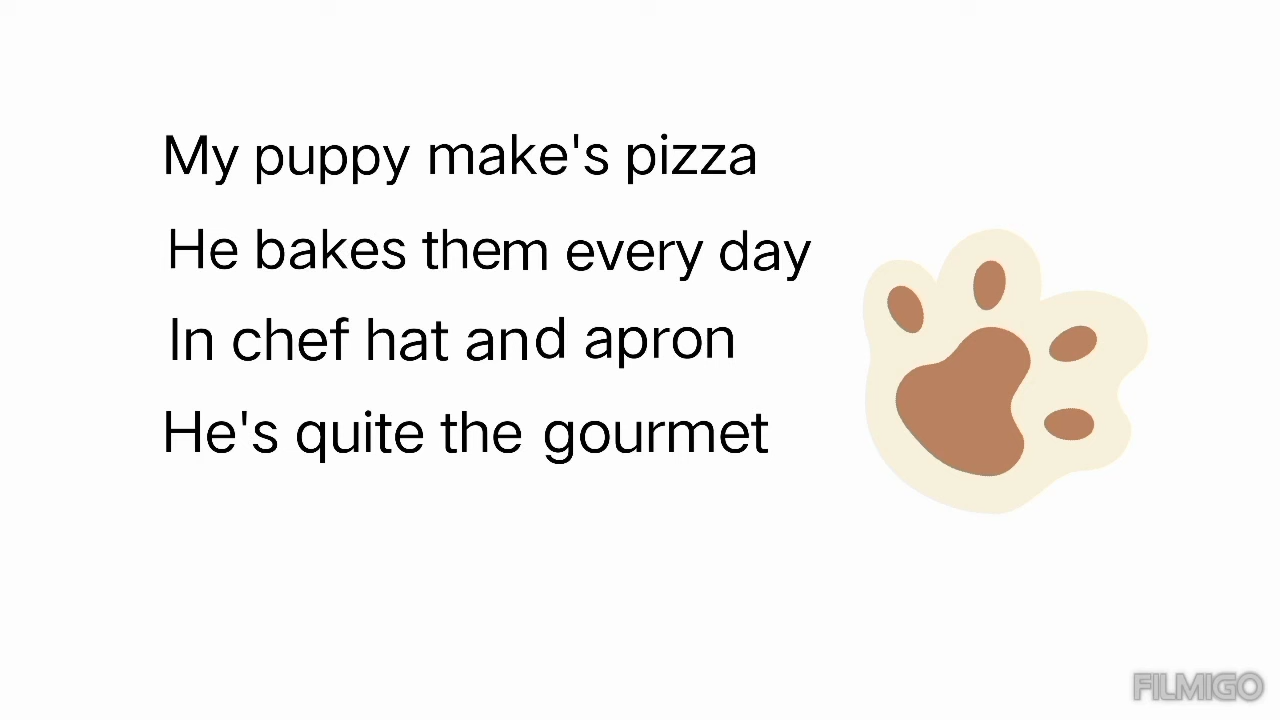 My puppy make's pizza
He bakes them every day
In chef hat and apron
He's quite the gourmet
FILMIGO